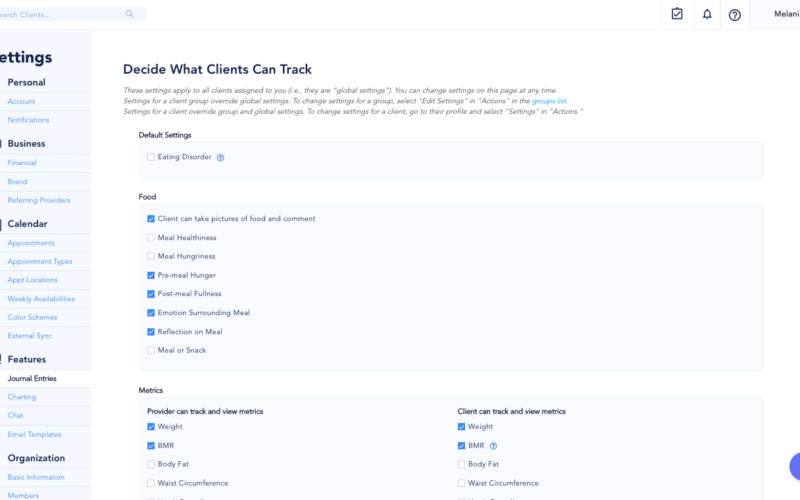 earch Clients...
Melani
ettings
Personal
Account
Notifications
Business
Financial
Brand
Referring Providers
Calendar
Appointments
Appointment Types
Appt Locations
Weekly Availabilities
Color Schemes
External Sync
Features
Journal Entries
Charting
Chat
Email Templates
Organization
Basic Information
Members
Decide What Clients Can Track
These settings apply to all clients assigned to you (i.e., they are "global settings"). You can change settings on this page at any time.
Settings for a client group override global settings. To change settings for a group, select "Edit Settings" in "Actions" in the groups list.
Settings for a client override group and global settings. To change settings for a client, go to their profile and select "Settings" in "Actions."
Default Settings
Eating Disorder
Food
Client can take pictures of food and comment
Meal Healthiness
Meal Hungriness
Pre-meal Hunger
Post-meal Fullness
Emotion Surrounding Meal
Reflection on Meal
Meal or Snack
Metrics
Provider can track and view metrics
Weight
BMR
Body Fat
Waist Circumference
Client can track and view metrics
Weight
BMR
Body Fat
Waist Circumference